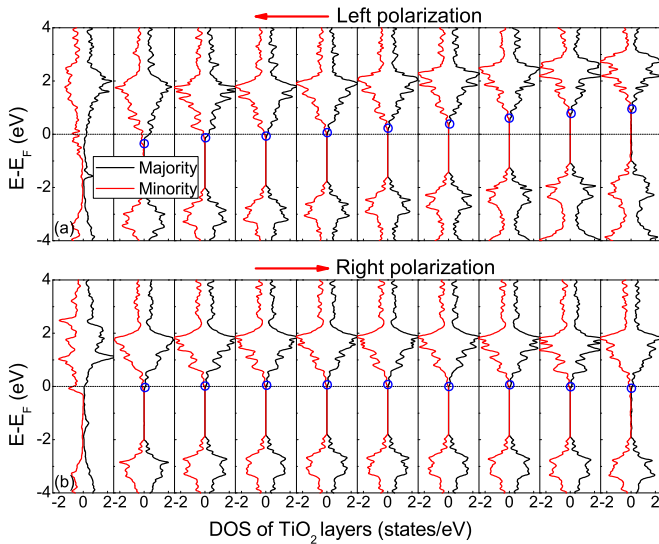 Left polarization
4
2
0
-2
-4
E-E_F (eV)
Majority
Minority
(a)
Right polarization
4
2
0
-2
-4
E-E_F (eV)
(b)
-2 0 2-2 0 2-2 0 2-2 0 2-2 0 2-2 0 2-2 0 2-2 0 2-2 0 2-2 0 2
DOS of TiO₂ layers (states/eV)